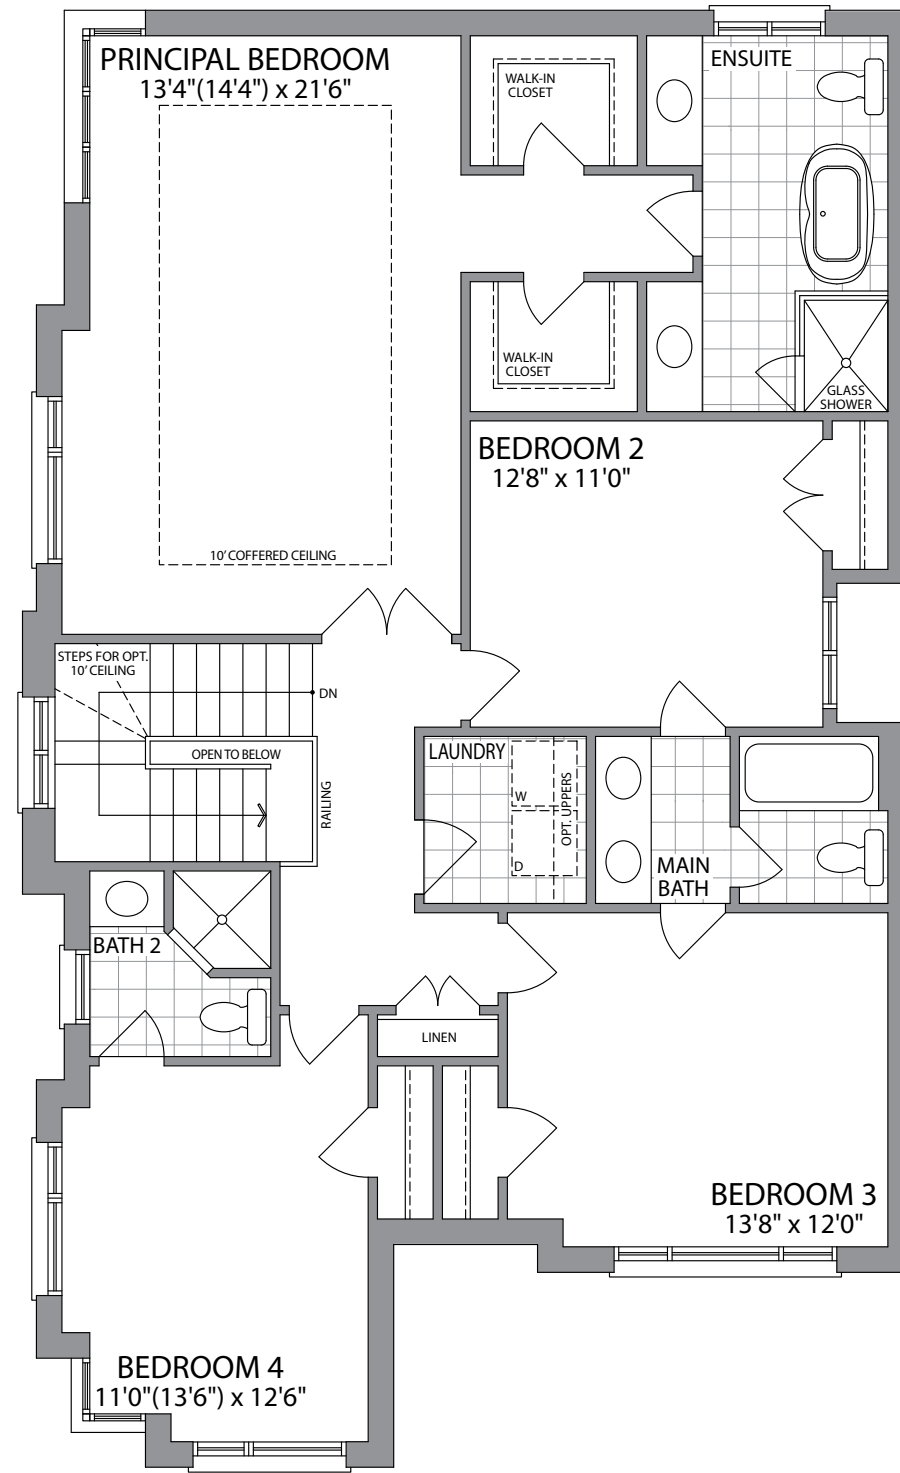 PRINCIPAL BEDROOM
13'4"(14'4") x 21'6"
WALK-IN
CLOSET
ENSUITE
WALK-IN
CLOSET
GLASS
SHOWER
BEDROOM 2
12'8" x 11'0"
10' COFFERED CEILING
STEPS FOR OPT.
10' CEILING
DN
OPEN TO BELOW
RAILING
LAUNDRY
W
D
OPT. UPPERS
MAIN
BATH
BATH 2
LINEN
BEDROOM 3
13'8" x 12'0"
BEDROOM 4
11'0"(13'6") x 12'6"